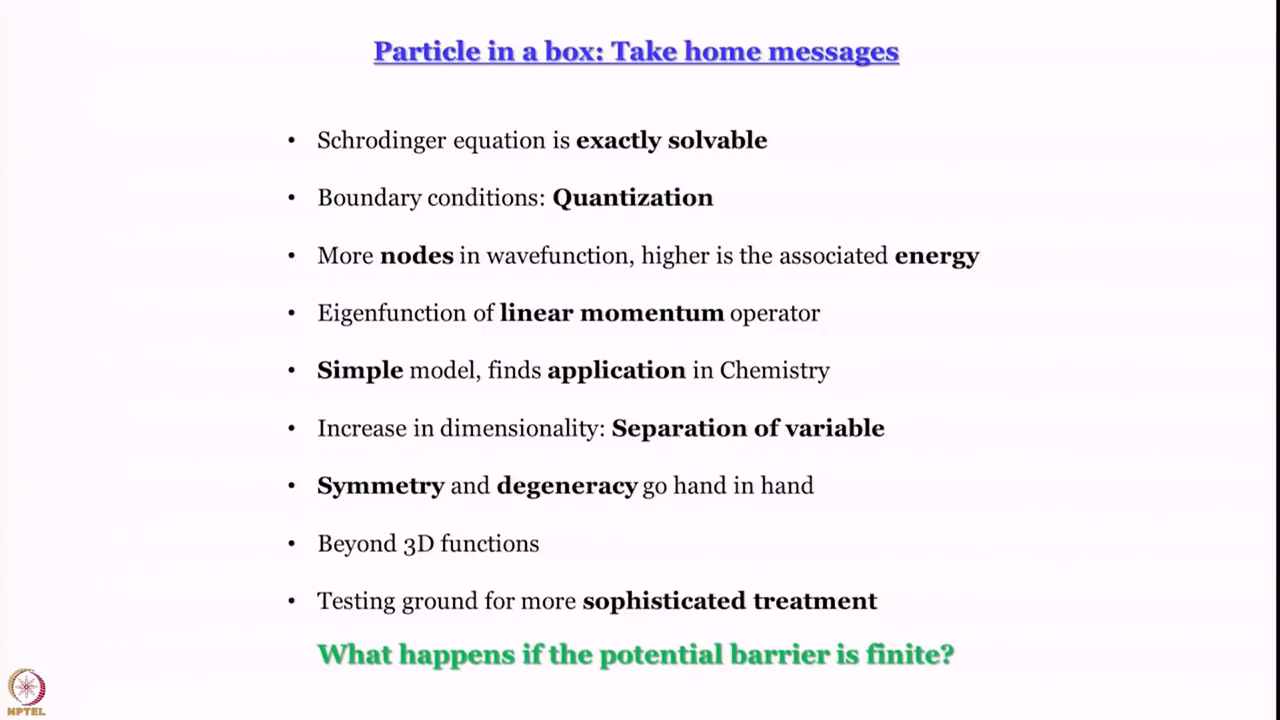 Particle in a box: Take home messages
• Schrodinger equation is exactly solvable
• Boundary conditions: Quantization
• More nodes in wavefunction, higher is the associated energy
• Eigenfunction of linear momentum operator
• Simple model, finds application in Chemistry
• Increase in dimensionality: Separation of variable
• Symmetry and degeneracy go hand in hand
• Beyond 3D functions
• Testing ground for more sophisticated treatment
What happens if the potential barrier is finite?
NPTEL